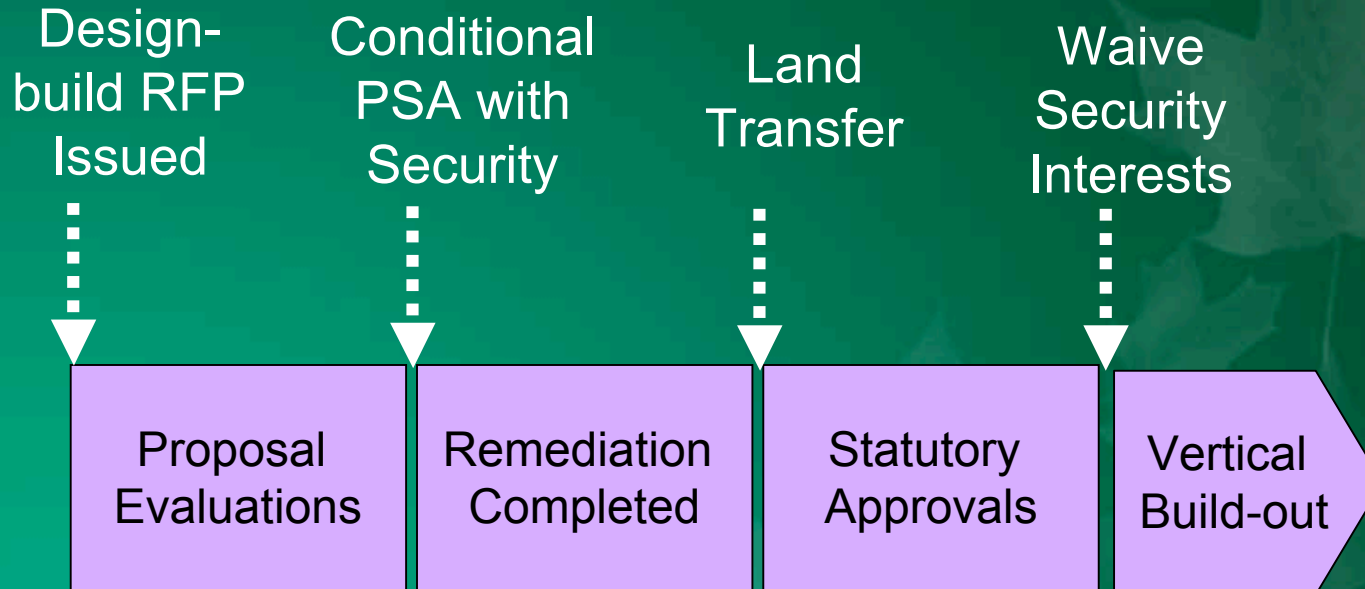 Design-
build RFP
Issued
Conditional
PSA with
Security
Land
Transfer
Waive
Security
Interests
Proposal
Evaluations
Remediation
Completed
Statutory
Approvals
Vertical
Build-out